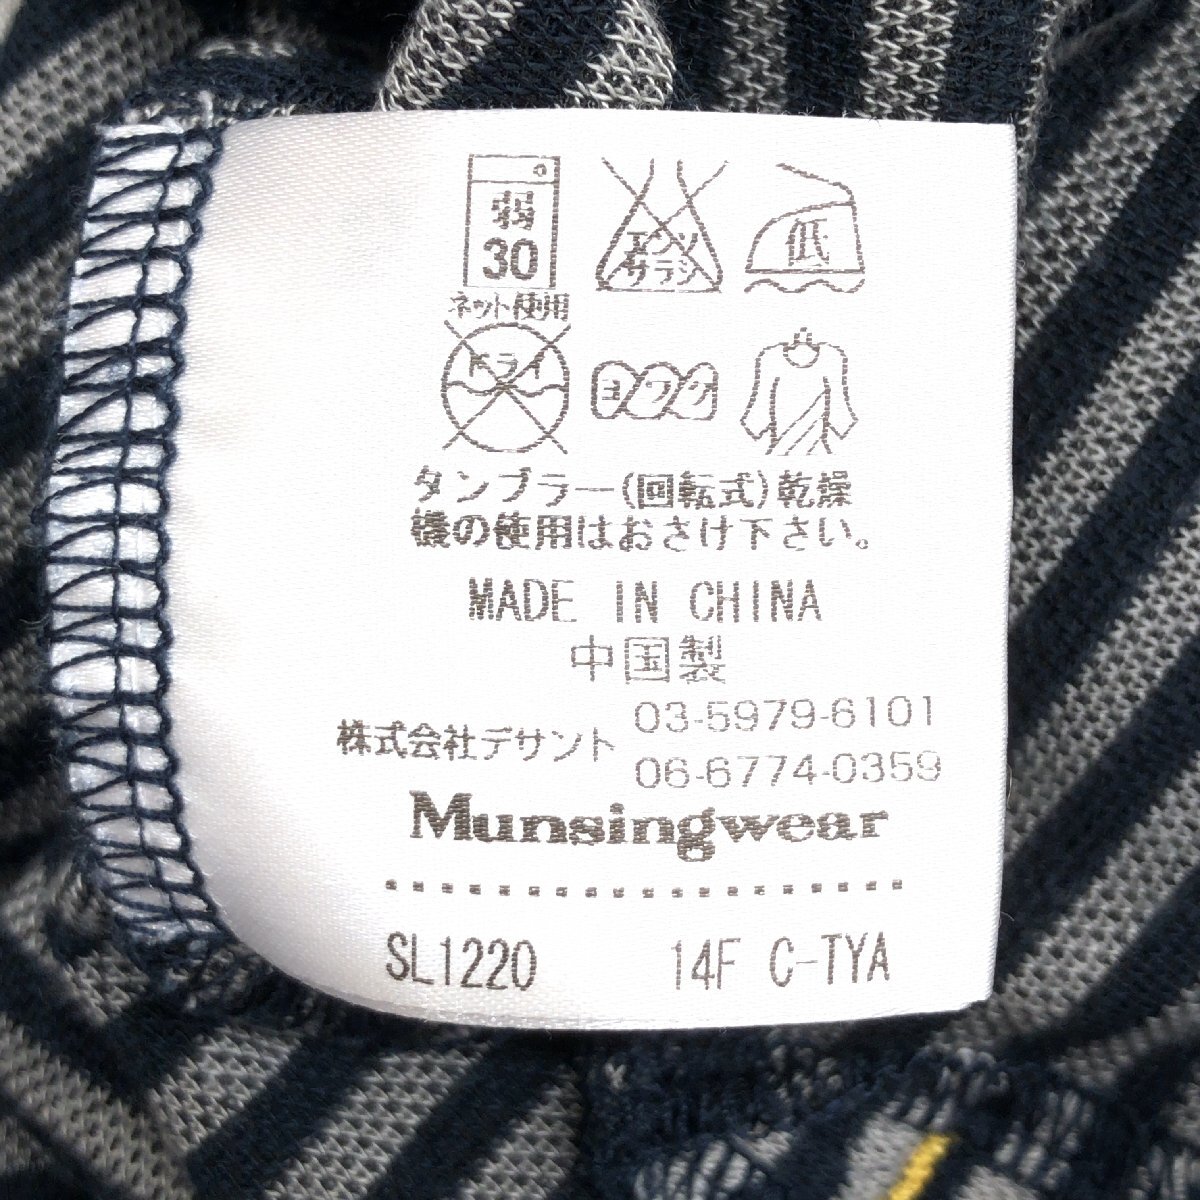 弱
30
ネット使用
エンソ
サラシ
低
ドライ
ヨワク
タンブラー(回転式)乾燥
機の使用はおさけ下さい。
MADE IN CHINA
中国製
株式会社デサント
03-5979-6101
06-6774-0359
Munsingwear
SL1220 14F C-TYA